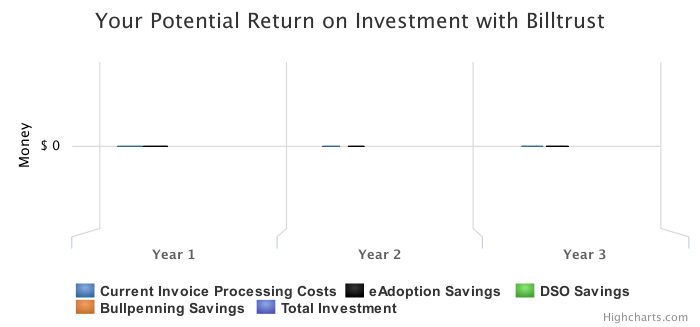 Your Potential Return on Investment with Billtrust
Money
$ 0
Year 1
Year 2
Year 3
Current Invoice Processing Costs
eAdoption Savings
DSO Savings
Bullpenning Savings
Total Investment
Highcharts.com